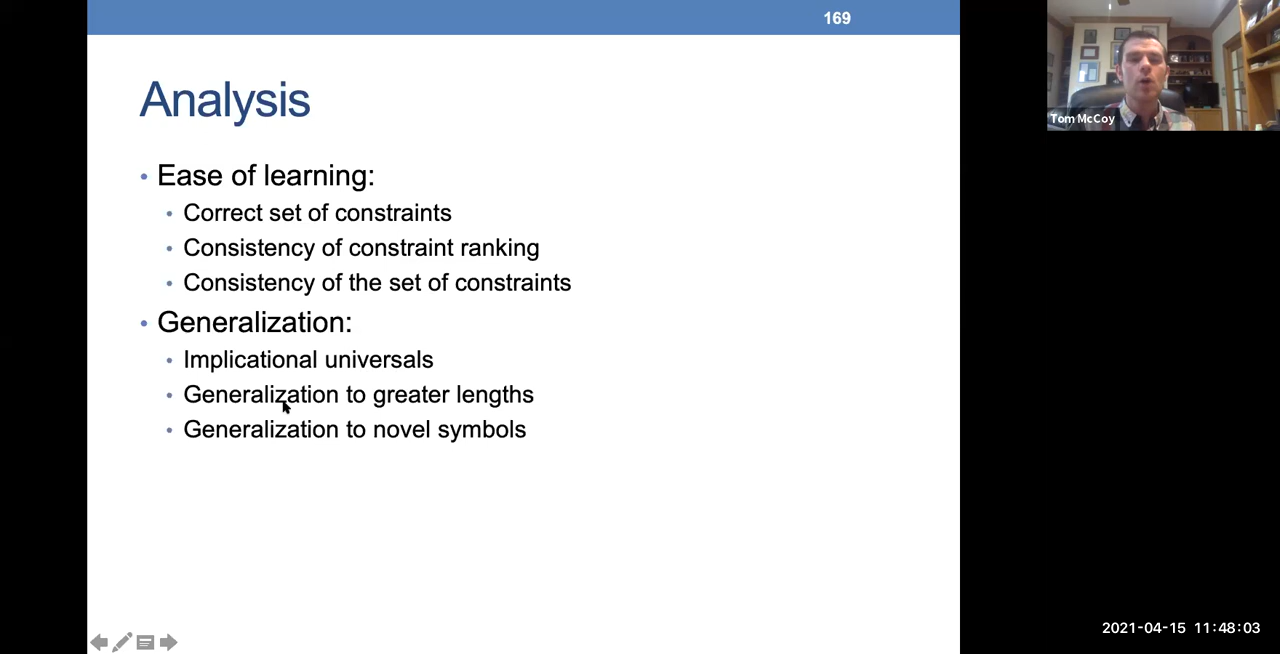 169
Analysis
• Ease of learning:
• Correct set of constraints
• Consistency of constraint ranking
• Consistency of the set of constraints
• Generalization:
• Implicational universals
• Generalization to greater lengths
• Generalization to novel symbols
Tom McCoy
2021-04-15 11:48:03